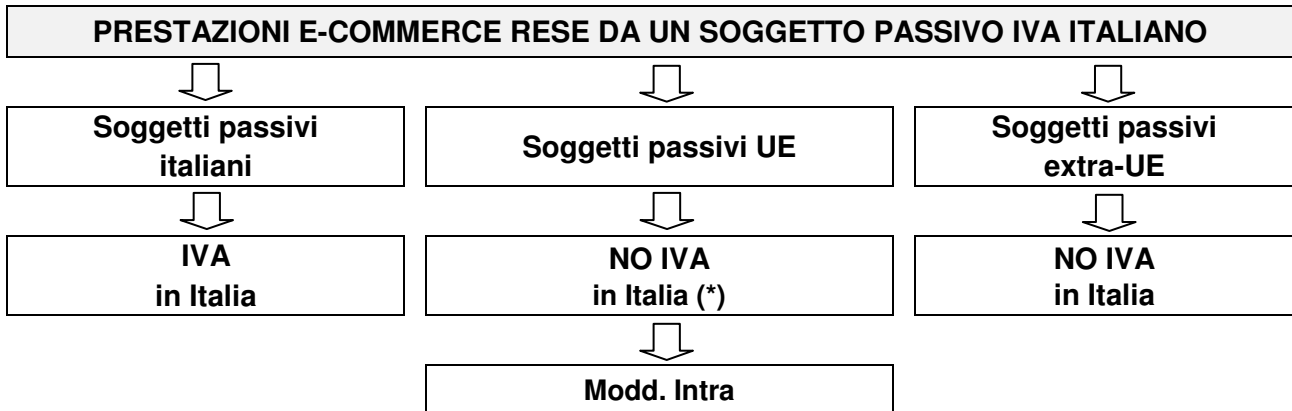 PRESTAZIONI E-COMMERCE RESE DA UN SOGGETTO PASSIVO IVA ITALIANO
Soggetti passivi
italiani
Soggetti passivi UE
Soggetti passivi
extra-UE
IVA
in Italia
NO IVA
in Italia (*)
NO IVA
in Italia
Modd. Intra